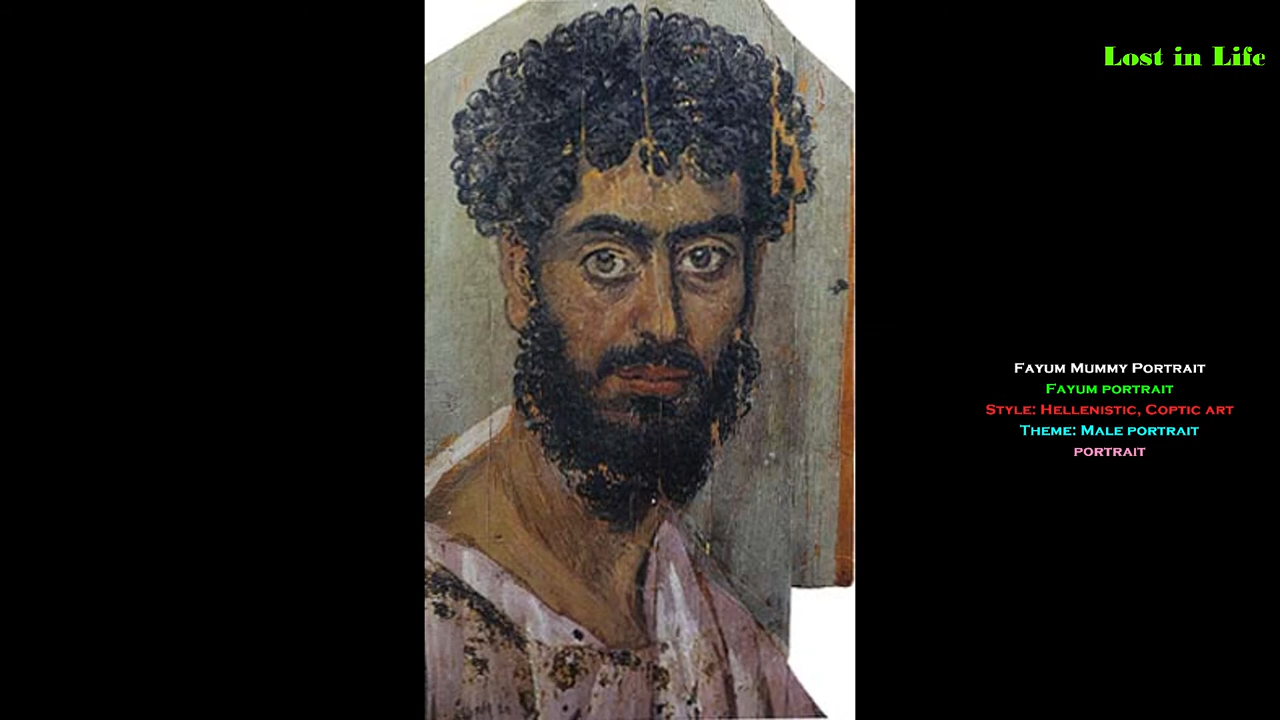 Lost in Life
Fayum Mummy Portrait
Fayum portrait
Style: Hellenistic, Coptic art
Theme: Male portrait
portrait